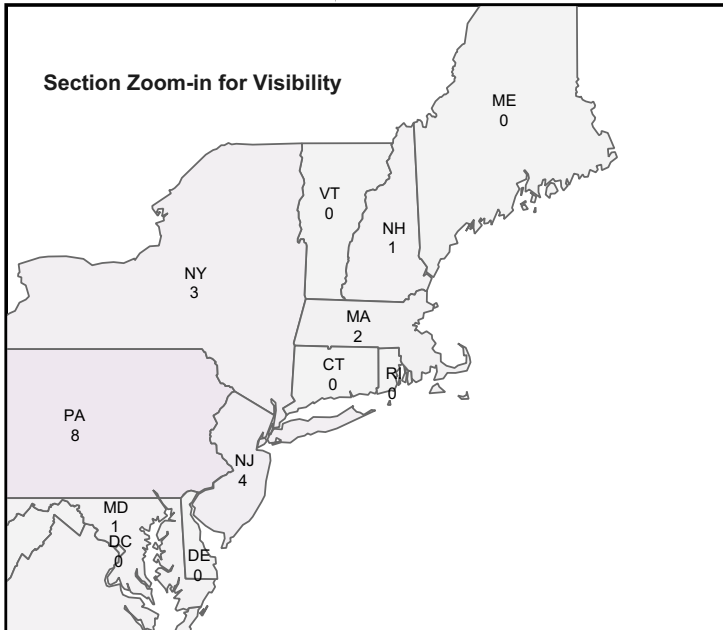 Section Zoom-in for Visibility
ME
0
VT
0
NH
1
NY
3
MA
2
CT
0
RI
0
PA
8
NJ
4
MD
1
DC
0
DE
0